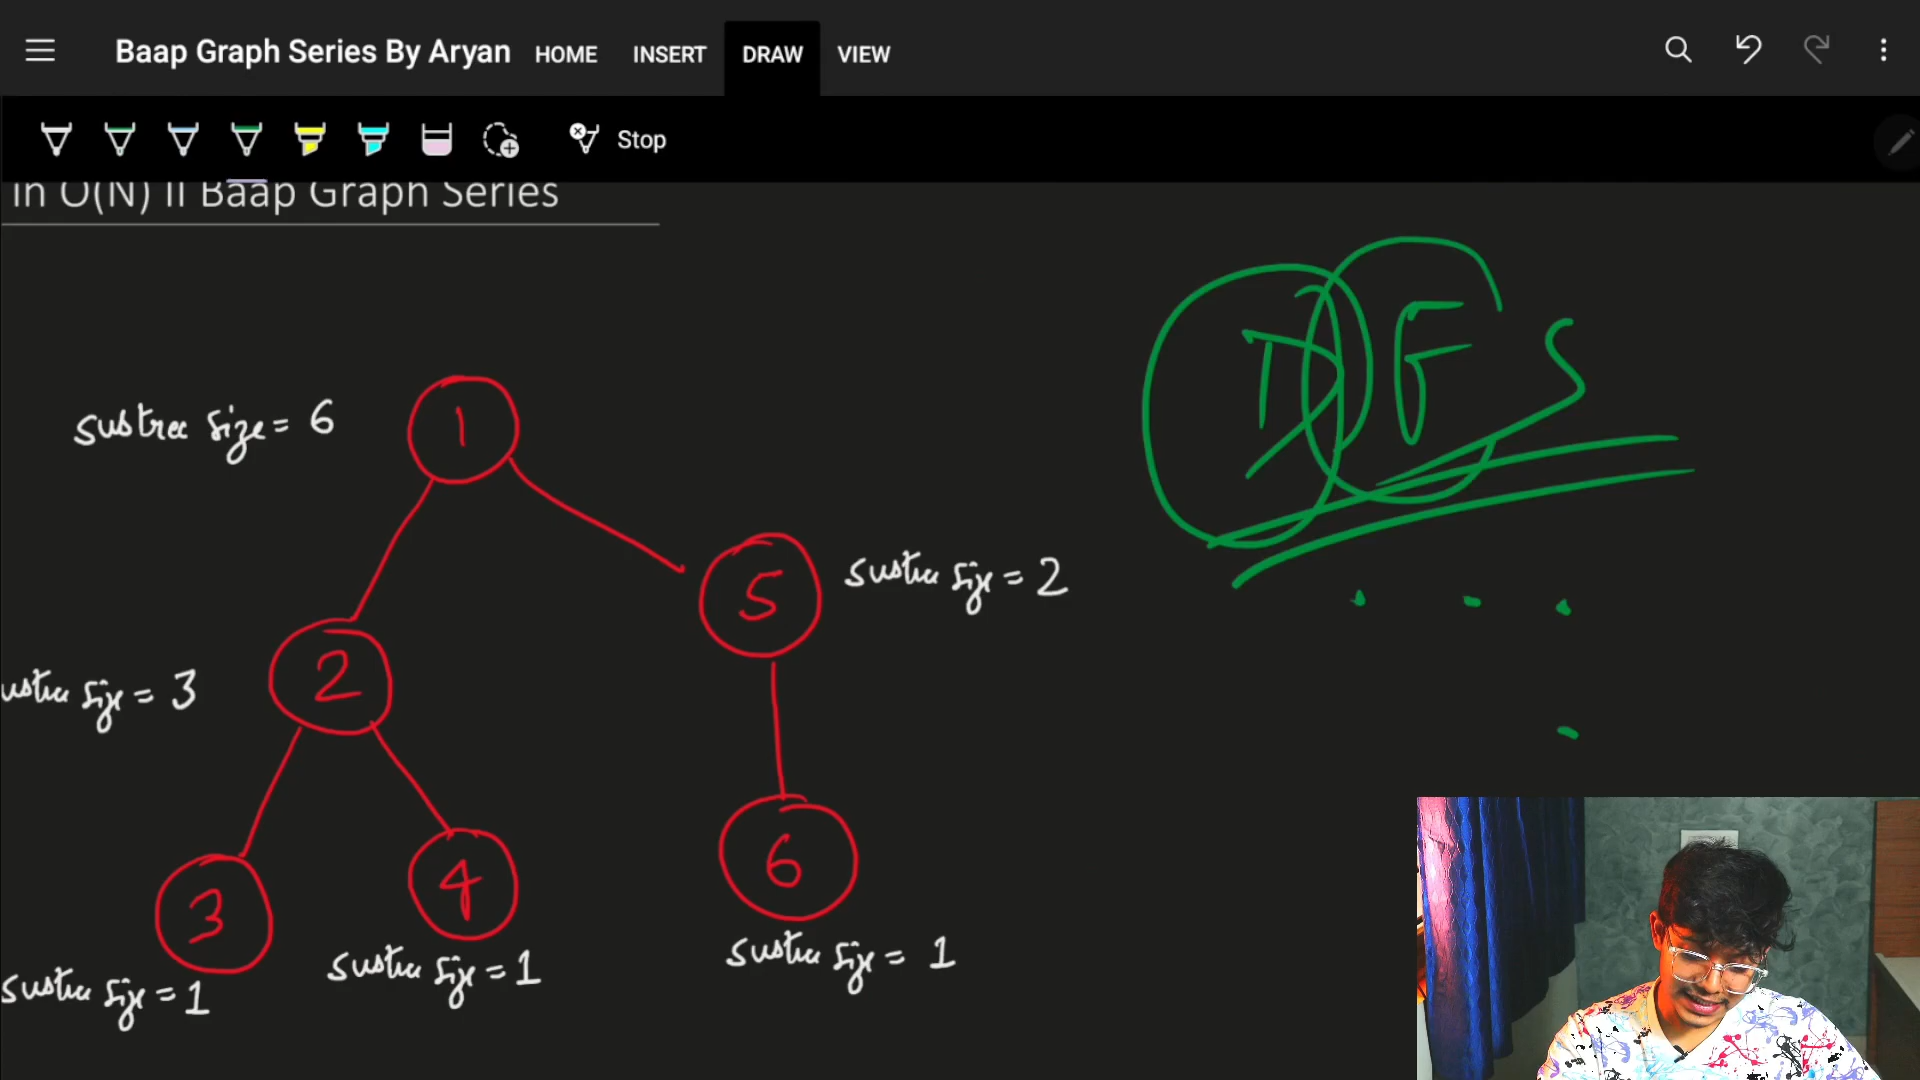 Baap Graph Series By Aryan HOME INSERT DRAW VIEW
Stop
in O(N) II Baap Graph Series
DFS
Subtree Size = 6
1
5
Subtree Size = 2
2
ubtree Size = 3
3
4
6
Subtree Size = 1
Subtree Size = 1
Subtree Size = 1